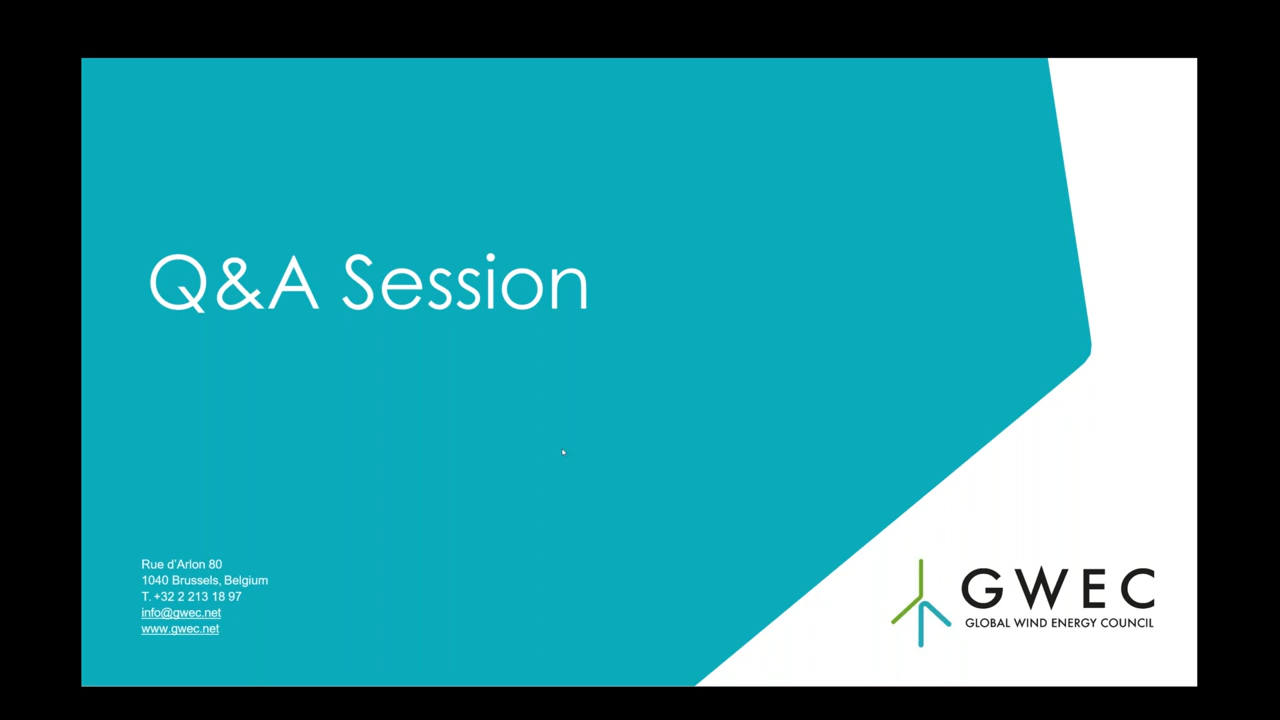 Q&A Session
Rue d'Arlon 80
1040 Brussels, Belgium
T. +32 2 213 18 97
info@gwec.net
www.gwec.net
GWEC
GLOBAL WIND ENERGY COUNCIL